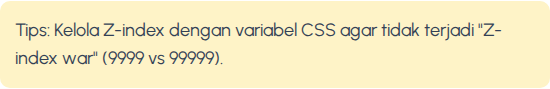 Tips: Kelola Z-index dengan variabel CSS agar tidak terjadi "Z-
index war" (9999 vs 99999).